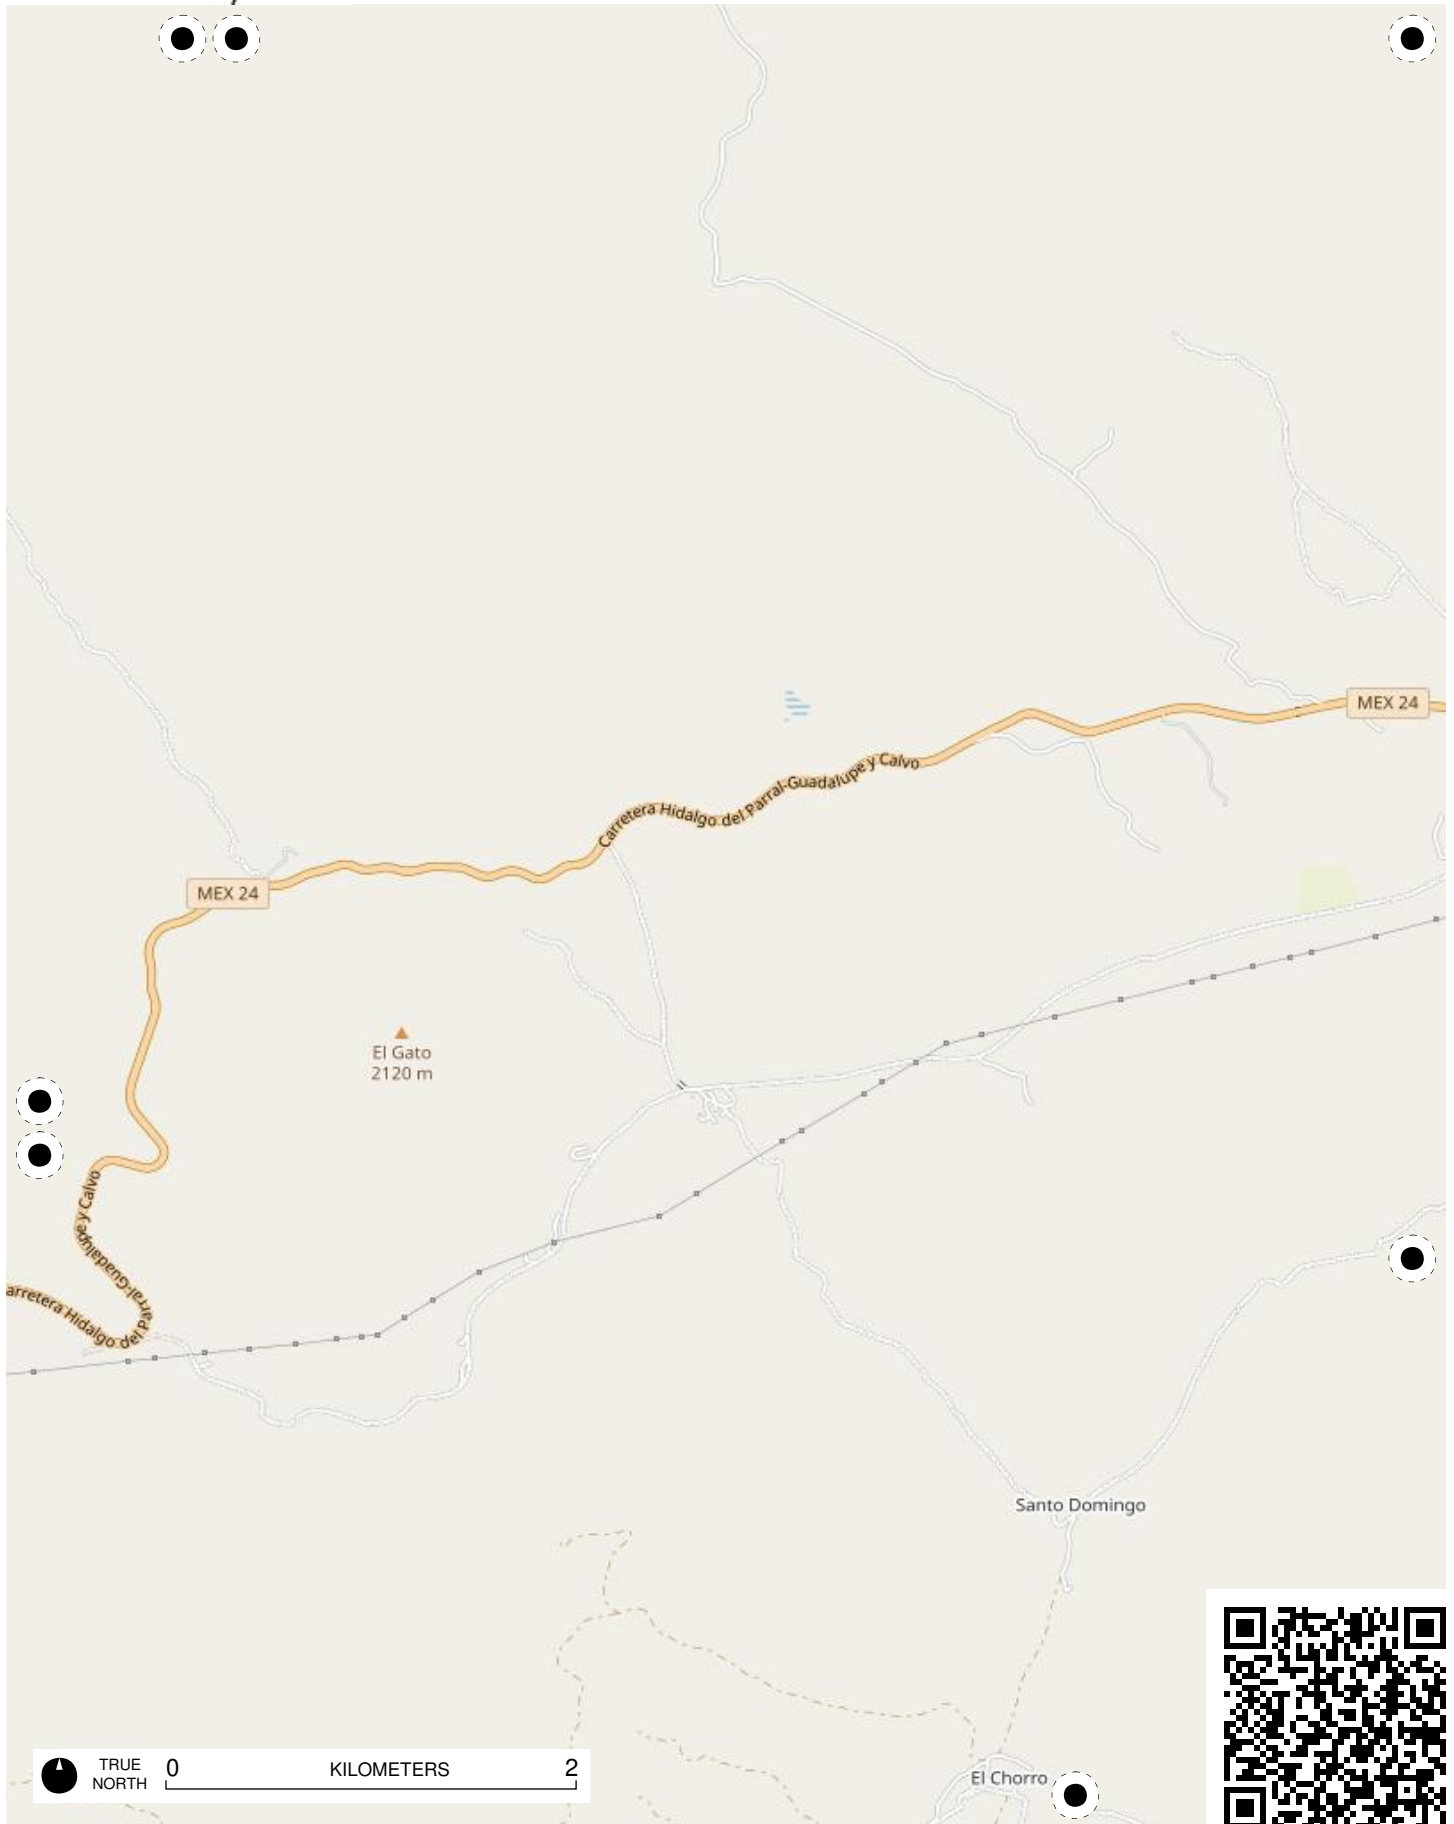 MEX 24
Carretera Hidalgo del Parral-Guadalupe y Calvo
MEX 24
El Gato
2120 m
arretera Hidalgo del Parral-Guadalupe y Calvo
Santo Domingo
El Chorro
TRUE
NORTH
0 KILOMETERS 2